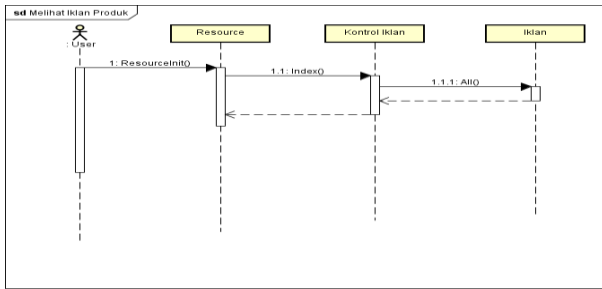 sd Melihat Iklan Produk
: User
Resource
Kontrol Iklan
Iklan
1: ResourceInit()
1.1: Index()
1.1.1: All()